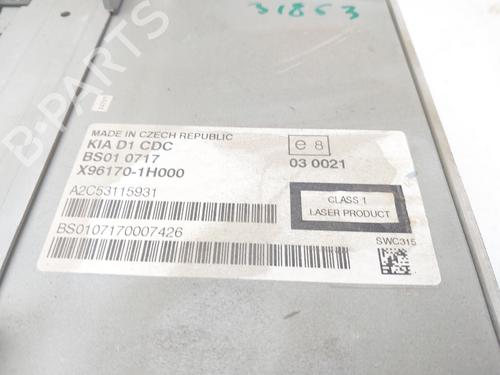 31863
B-PARTS
MADE IN CZECH REPUBLIC
KIA D1 CDC
BS01 0717
X96170-1H000
A2C53115931
BS0107170007426
e 8
03 0021
CLASS 1
LASER PRODUCT
SWC315